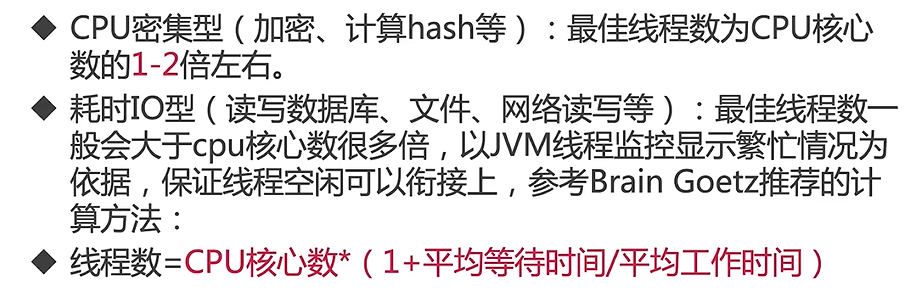 ◆ CPU密集型（加密、计算hash等）：最佳线程数为CPU核心
数的1-2倍左右。
◆ 耗时IO型（读写数据库、文件、网络读写等）：最佳线程数一
般会大于cpu核心数很多倍，以JVM线程监控显示繁忙情况为
依据，保证线程空闲可以衔接上，参考Brain Goetz推荐的计
算方法：
◆ 线程数=CPU核心数*（1+平均等待时间/平均工作时间）